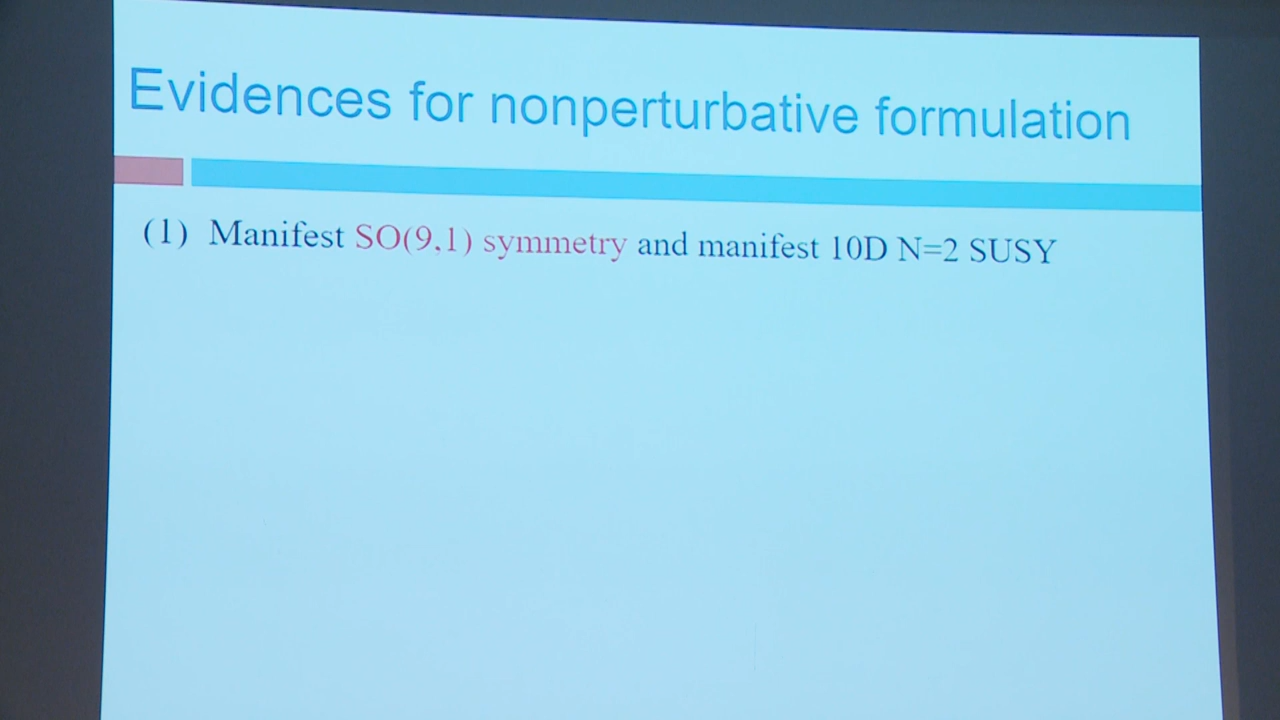 Evidences for nonperturbative formulation
(1) Manifest SO(9,1) symmetry and manifest 10D N=2 SUSY